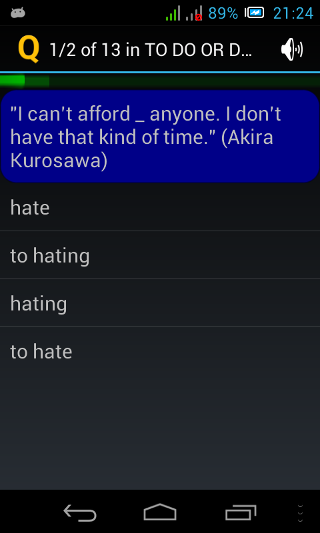 89% 21:24
Q 1/2 of 13 in TO DO OR D...
"I can't afford _ anyone. I don't
have that kind of time." (Akira
Kurosawa)
hate
to hating
hating
to hate